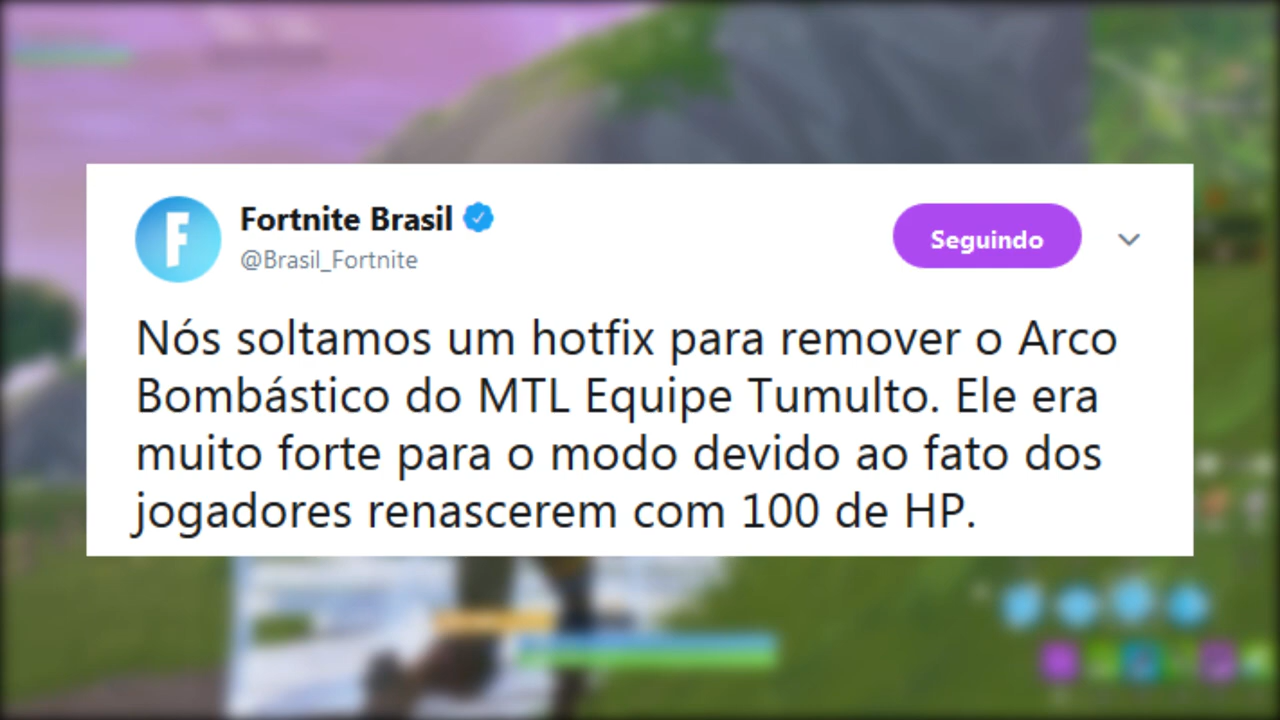 Fortnite Brasil
@Brasil_Fortnite
Seguindo
Nós soltamos um hotfix para remover o Arco
Bombástico do MTL Equipe Tumulto. Ele era
muito forte para o modo devido ao fato dos
jogadores renascerem com 100 de HP.